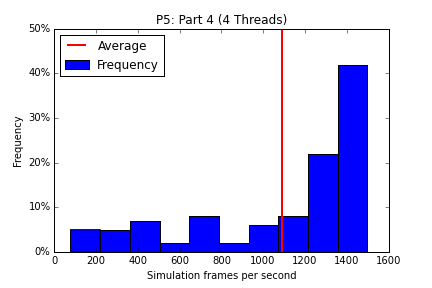 P5: Part 4 (4 Threads)
50%
40%
30%
20%
10%
0%
Frequency
Average
Frequency
0 200 400 600 800 1000 1200 1400 1600
Simulation frames per second